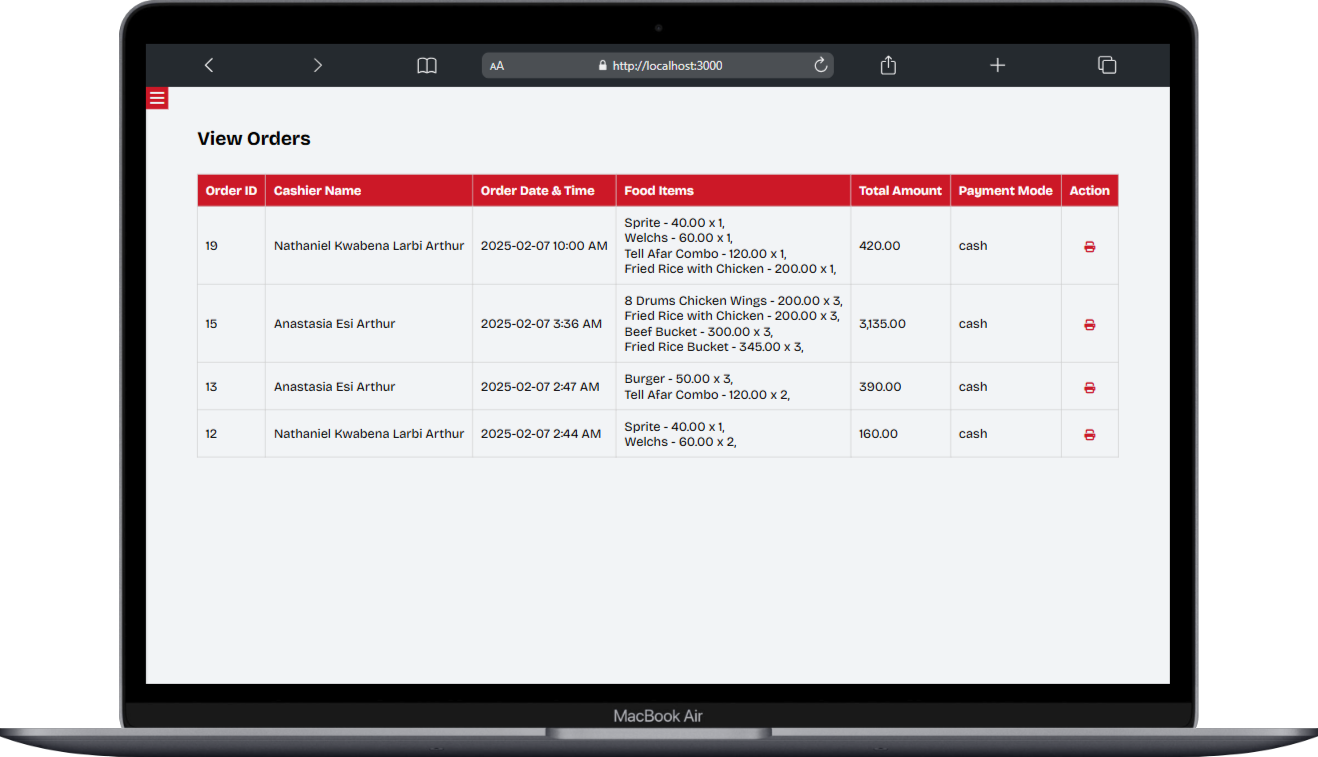 AA http://localhost:3000
View Orders
Order ID Cashier Name Order Date & Time Food Items Total Amount Payment Mode Action
Sprite - 40.00 x 1,
Welchs - 60.00 x 1,
19 Nathaniel Kwabena Larbi Arthur 2025-02-07 10:00 AM 420.00 cash
Tell Afar Combo - 120.00 x 1,
Fried Rice with Chicken - 200.00 x 1,
8 Drums Chicken Wings - 200.00 x 3,
Fried Rice with Chicken - 200.00 x 3,
15 Anastasia Esi Arthur 2025-02-07 3:36 AM 3,135.00 cash
Beef Bucket - 300.00 x 3,
Fried Rice Bucket - 345.00 x 3,
Burger - 50.00 x 3,
13 Anastasia Esi Arthur 2025-02-07 2:47 AM 390.00 cash
Tell Afar Combo - 120.00 x 2,
Sprite - 40.00 x 1,
12 Nathaniel Kwabena Larbi Arthur 2025-02-07 2:44 AM 160.00 cash
Welchs - 60.00 x 2,
MacBook Air